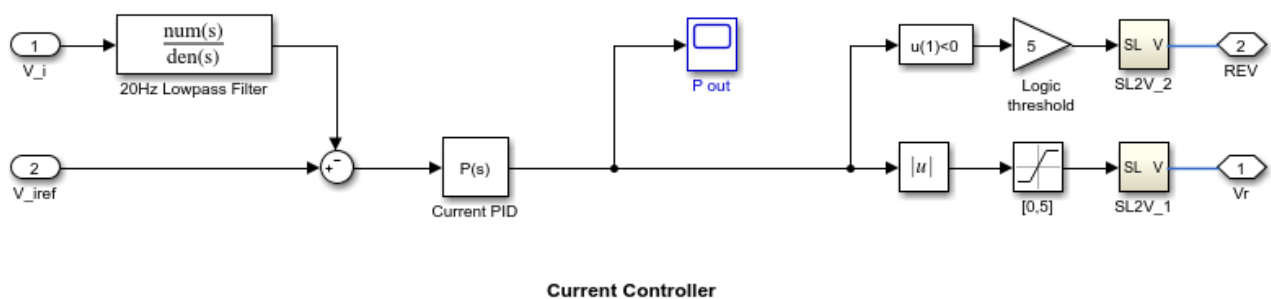 1
V_i
num(s)
den(s)
20Hz Lowpass Filter
P out
u(1)<0
5
Logic
threshold
SL V
SL2V_2
2
REV
2
V_iref
+
-
P(s)
Current PID
|u|
[0,5]
SL V
SL2V_1
1
Vr
Current Controller